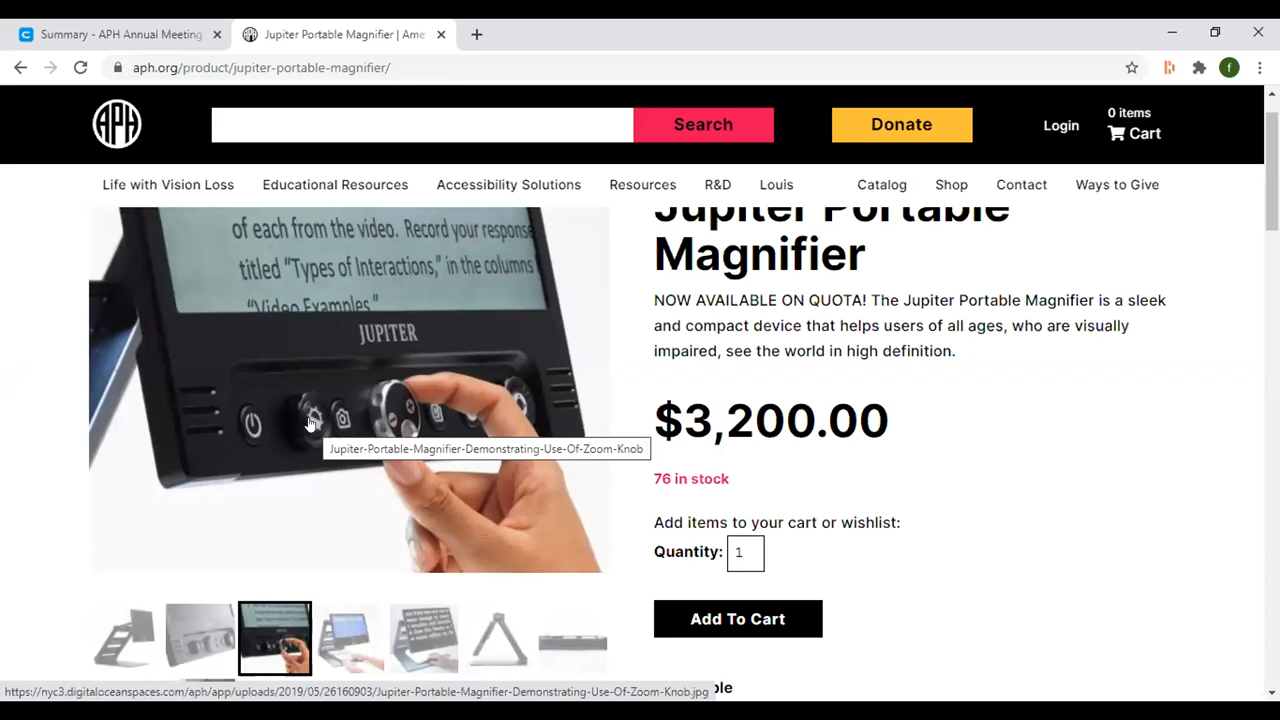 Summary - APH Annual Meeting
Jupiter Portable Magnifier | Ame
aph.org/product/jupiter-portable-magnifier/
f
APH
Search
Donate
Login
0 items
Cart
Life with Vision Loss
Educational Resources
Accessibility Solutions
Resources
R&D
Louis
Catalog
Shop
Contact
Ways to Give
of each from the video. Record your response
titled “Types of Interactions,” in the columns
“Video Examples”
JUPITER
Jupiter-Portable-Magnifier-Demonstrating-Use-Of-Zoom-Knob
Jupiter Portable
Magnifier
NOW AVAILABLE ON QUOTA! The Jupiter Portable Magnifier is a sleek
and compact device that helps users of all ages, who are visually
impaired, see the world in high definition.
$3,200.00
76 in stock
Add items to your cart or wishlist:
Quantity: 1
Add To Cart
https://nyc3.digitaloceanspaces.com/aph/app/uploads/2019/05/26160903/Jupiter-Portable-Magnifier-Demonstrating-Use-Of-Zoom-Knob.jpg